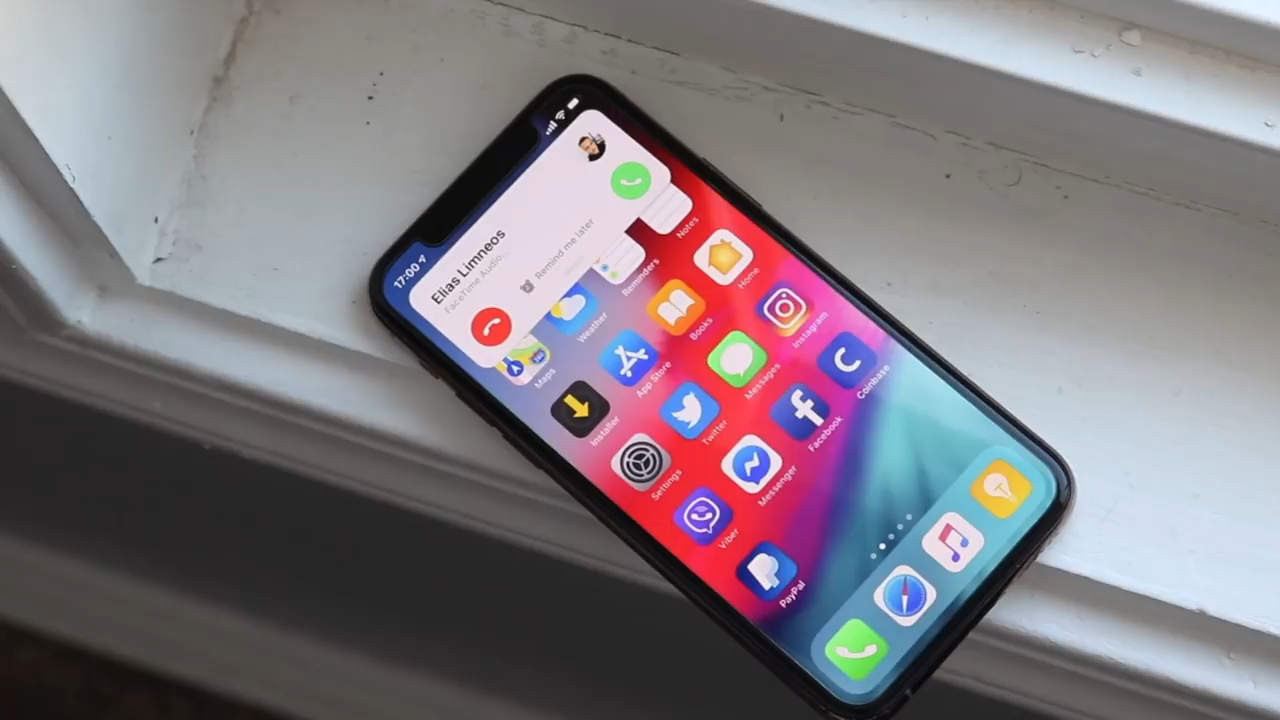 17:00
Elias Limneos
FaceTime Audio...
Remind me later
Maps
Weather
Reminders
Notes
Installer
App Store
Books
Home
Settings
Twitter
Messages
Instagram
Viber
Messenger
Facebook
Coinbase
PayPal